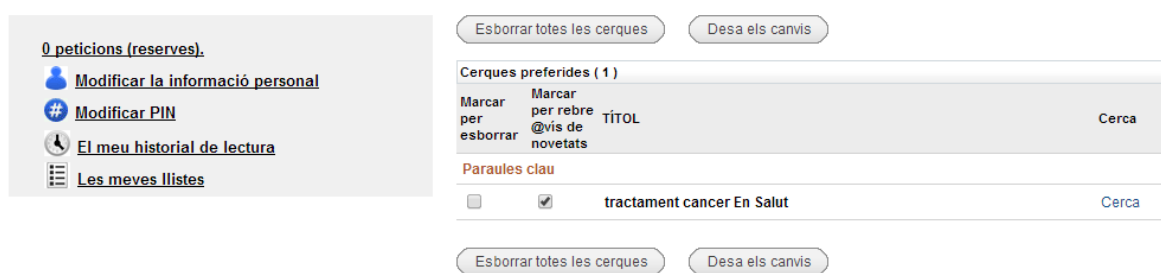 0 peticions (reserves).
Modificar la informació personal
# Modificar PIN
El meu historial de lectura
Les meves llistes
Esborrar totes les cerques
Desa els canvis
Cerques preferides ( 1 )
Marcar per esborrar
Marcar per rebre @vís de novetats
TÍTOL
Cerca
Paraules clau
tractament cancer En Salut
Cerca
Esborrar totes les cerques
Desa els canvis